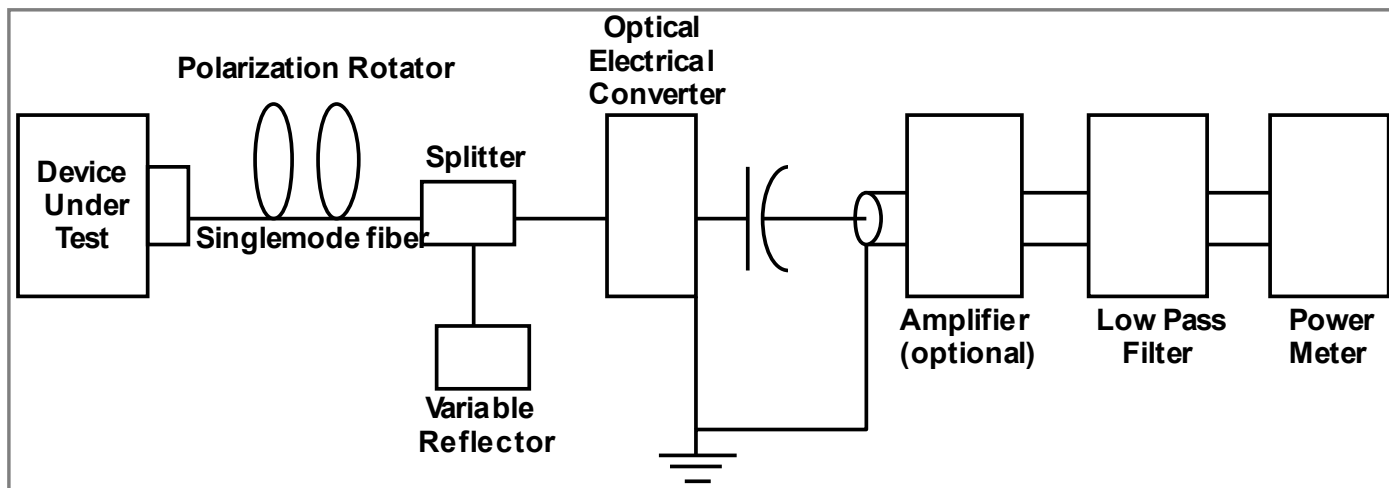 Optical
Electrical
Converter
Polarization Rotator
Splitter
Device
Under
Test
Singlemode fiber
Variable
Reflector
Amplifier
(optional)
Low Pass
Filter
Power
Meter